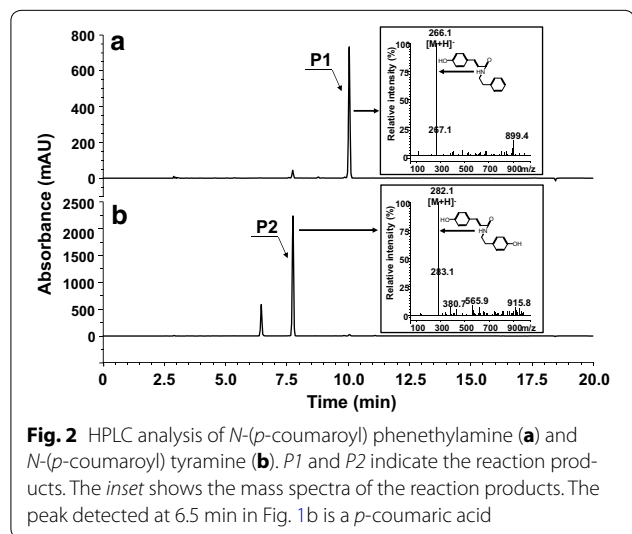 800
600
400
200
0
a
P1
266.1
[M+H]-
100
75
50
25
0
Relative intensity (%)
HO
O
HN
267.1
899.4
100 300 500 700 900 m/z
2500
2000
1500
1000
500
0
b
P2
282.1
[M+H]-
100
75
50
25
0
Relative intensity (%)
HO
O
HN
OH
283.1
380.7
565.9
915.8
100 300 500 700 900 m/z
Absorbance (mAU)
0 2.5 5.0 7.5 10.0 12.5 15.0 17.5 20.0
Time (min)
Fig. 2 HPLC analysis of N-(p-coumaroyl) phenethylamine (a) and
N-(p-coumaroyl) tyramine (b). P1 and P2 indicate the reaction prod-
ucts. The inset shows the mass spectra of the reaction products. The
peak detected at 6.5 min in Fig. 1b is a p-coumaric acid